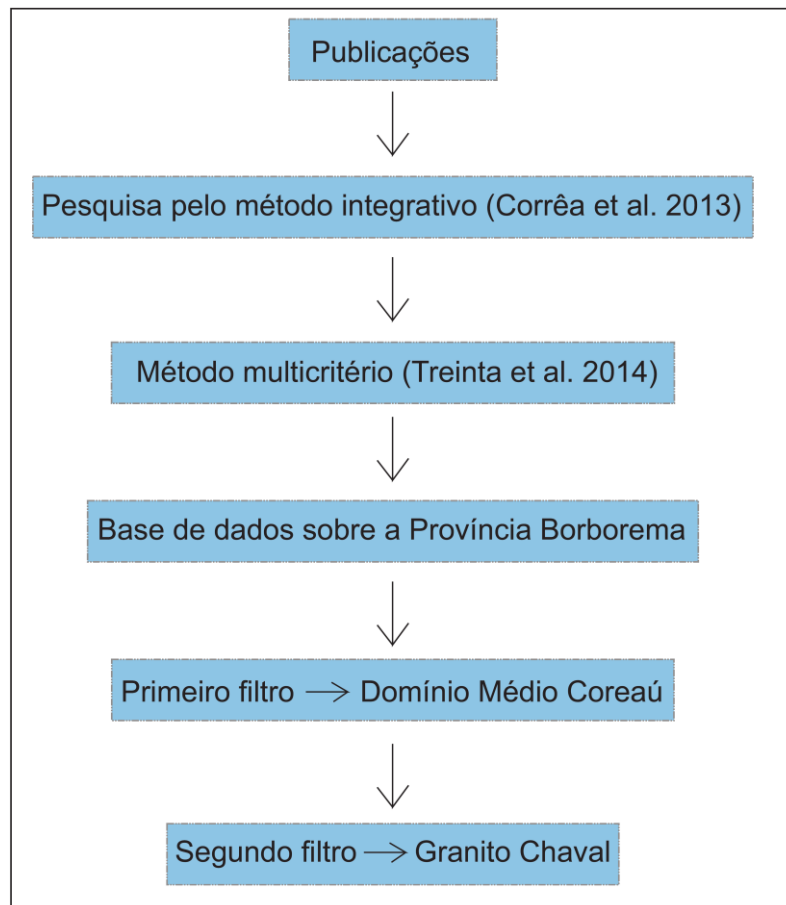 Publicações
Pesquisa pelo método integrativo (Corrêa et al. 2013)
Método multicritério (Treinta et al. 2014)
Base de dados sobre a Província Borborema
Primeiro filtro → Domínio Médio Coreaú
Segundo filtro → Granito Chaval